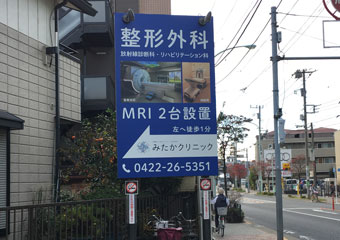 整形外科
放射線診断科・リハビリテーション科
MRI 2台設置
左へ徒歩1分
みたかクリニック
0422-26-5351
MRI